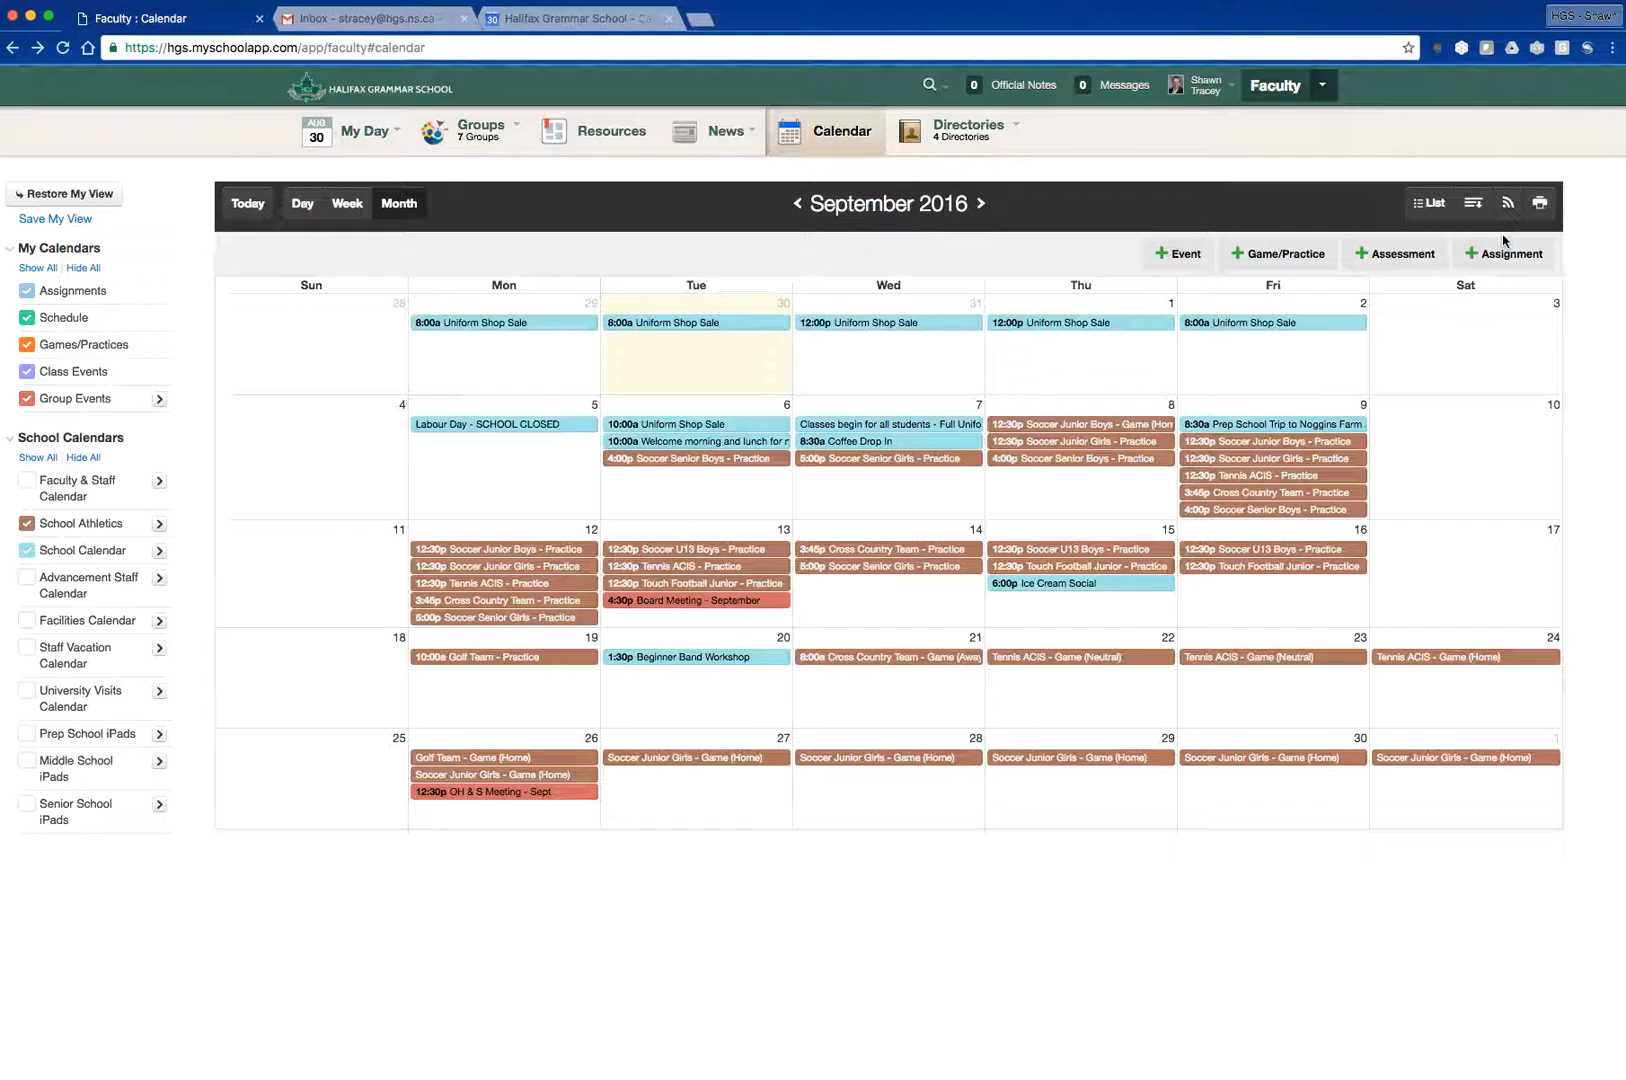 Faculty : Calendar
Inbox - stracey@hgs.ns.ca -
30 Halifax Grammar School - Ca
HGS - Shawn
https://hgs.myschoolapp.com/app/faculty#calendar
HALIFAX GRAMMAR SCHOOL
0 Official Notes
0 Messages
Shawn
Tracey
Faculty
AUG
30
My Day
Groups
7 Groups
Resources
News
Calendar
Directories
4 Directories
Restore My View
Save My View
My Calendars
Show All Hide All
Assignments
Schedule
Games/Practices
Class Events
Group Events
School Calendars
Show All Hide All
Faculty & Staff
Calendar
School Athletics
School Calendar
Advancement Staff
Calendar
Facilities Calendar
Staff Vacation
Calendar
University Visits
Calendar
Prep School iPads
Middle School
iPads
Senior School
iPads
Today Day Week Month
< September 2016 >
List
+ Event + Game/Practice + Assessment + Assignment
Sun Mon Tue Wed Thu Fri Sat
28 29 30 31 1 2 3
8:00a Uniform Shop Sale
8:00a Uniform Shop Sale
12:00p Uniform Shop Sale
12:00p Uniform Shop Sale
8:00a Uniform Shop Sale
4 5 6 7 8 9 10
Labour Day - SCHOOL CLOSED
10:00a Uniform Shop Sale
10:00a Welcome morning and lunch for n
4:00p Soccer Senior Boys - Practice
Classes begin for all students - Full Unifo
8:30a Coffee Drop In
5:00p Soccer Senior Girls - Practice
12:30p Soccer Junior Boys - Game (Hom
12:30p Soccer Junior Girls - Practice
4:00p Soccer Senior Boys - Practice
8:30a Prep School Trip to Noggins Farm
12:30p Soccer Junior Boys - Practice
12:30p Soccer Junior Girls - Practice
12:30p Tennis ACIS - Practice
3:45p Cross Country Team - Practice
4:00p Soccer Senior Boys - Practice
11 12 13 14 15 16 17
12:30p Soccer Junior Boys - Practice
12:30p Soccer Junior Girls - Practice
12:30p Tennis ACIS - Practice
3:45p Cross Country Team - Practice
5:00p Soccer Senior Girls - Practice
12:30p Soccer U13 Boys - Practice
12:30p Tennis ACIS - Practice
12:30p Touch Football Junior - Practice
4:30p Board Meeting - September
3:45p Cross Country Team - Practice
5:00p Soccer Senior Girls - Practice
12:30p Soccer U13 Boys - Practice
12:30p Touch Football Junior - Practice
6:00p Ice Cream Social
12:30p Soccer U13 Boys - Practice
12:30p Touch Football Junior - Practice
18 19 20 21 22 23 24
10:00a Golf Team - Practice
1:30p Beginner Band Workshop
8:00a Cross Country Team - Game (Away
Tennis ACIS - Game (Neutral)
Tennis ACIS - Game (Neutral)
Tennis ACIS - Game (Home)
25 26 27 28 29 30 1
Golf Team - Game (Home)
Soccer Junior Girls - Game (Home)
12:30p OH & S Meeting - Sept
Soccer Junior Girls - Game (Home)
Soccer Junior Girls - Game (Home)
Soccer Junior Girls - Game (Home)
Soccer Junior Girls - Game (Home)
Soccer Junior Girls - Game (Home)